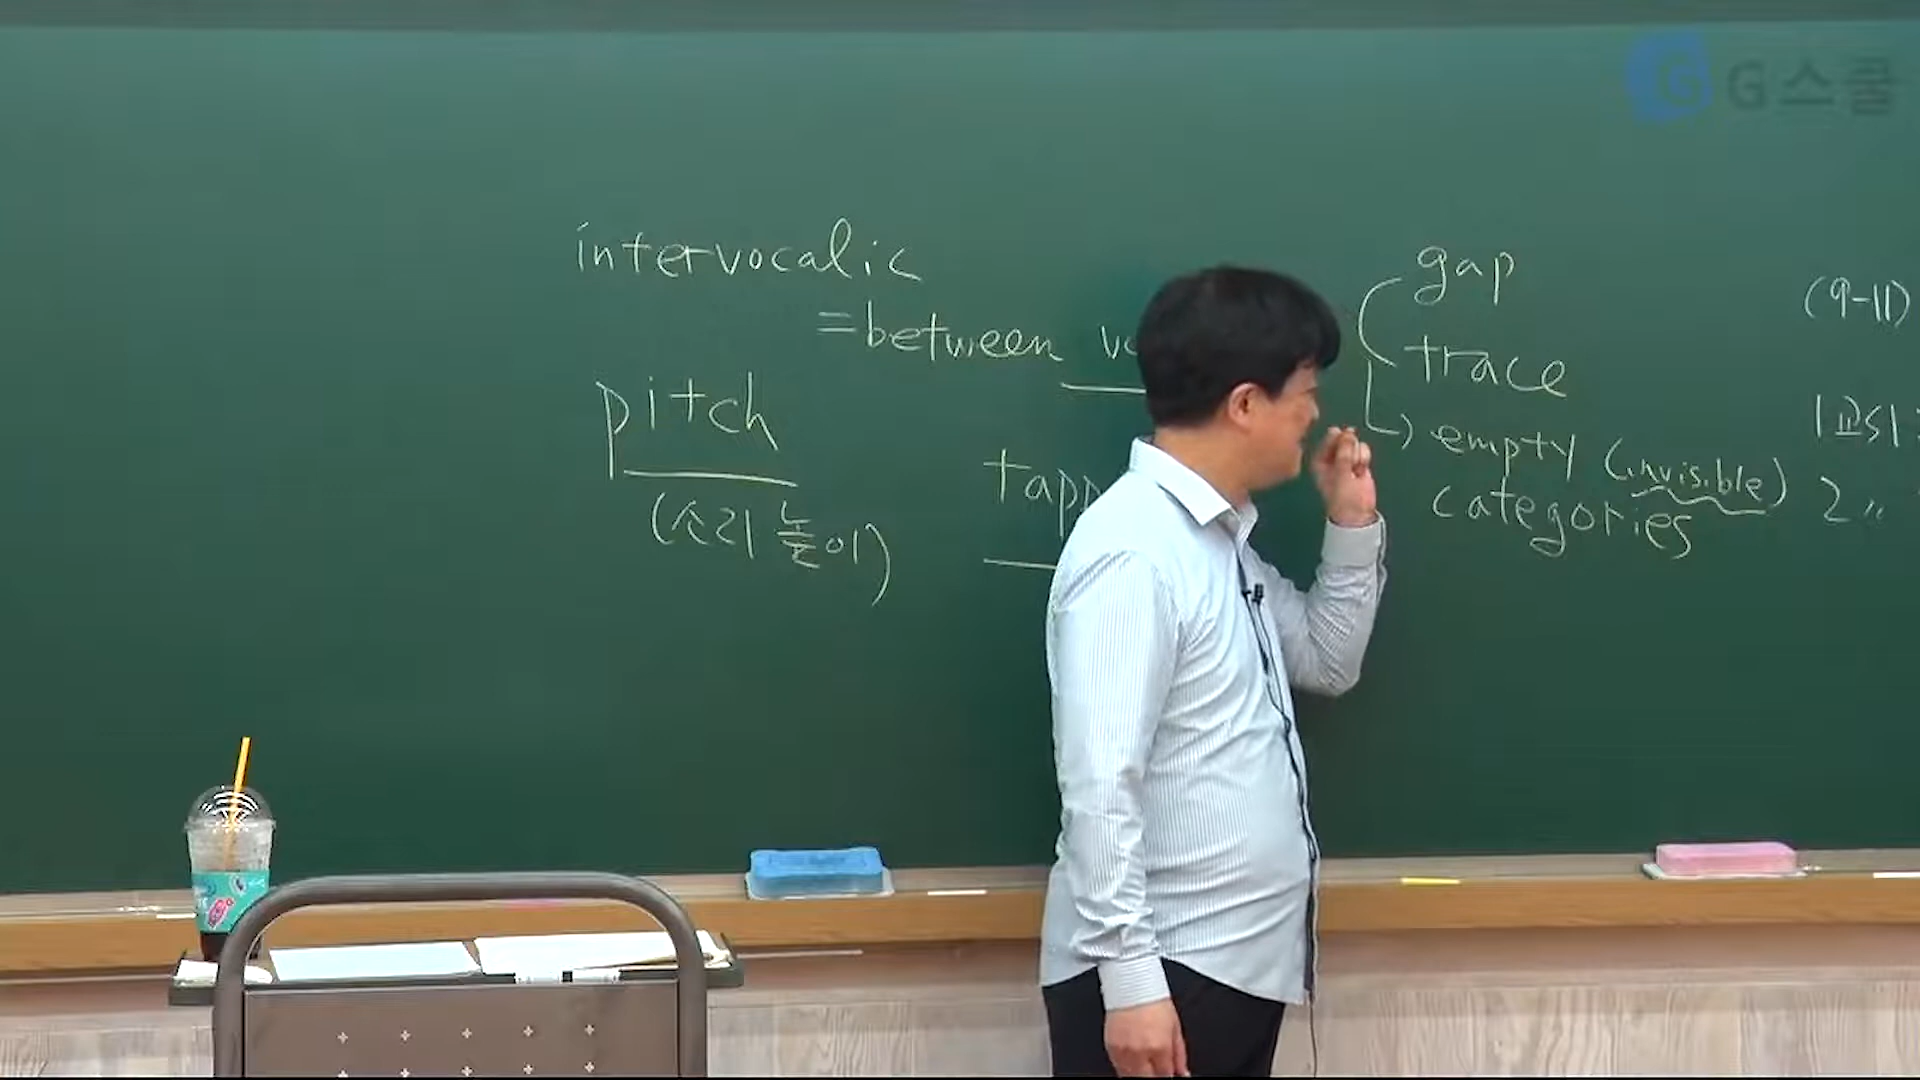 G스쿨
intervocalic
= between
pitch
(소리 높이)
gap
trace
empty (invisible)
categories
(9-11)
1교시
2〃